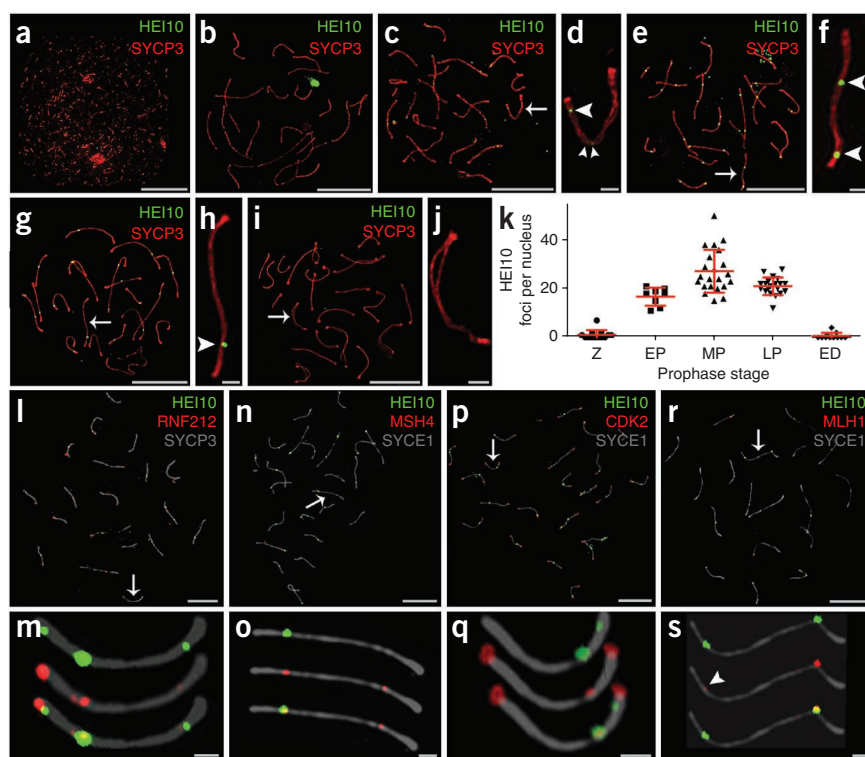 a
HEI10
SYCP3
b
HEI10
SYCP3
c
HEI10
SYCP3
d
e
HEI10
SYCP3
f
g
HEI10
SYCP3
h
i
HEI10
SYCP3
j
k
HEI10
foci per nucleus
40
20
0
Z EP MP LP ED
Prophase stage
l
HEI10
RNF212
SYCP3
n
HEI10
MSH4
SYCE1
p
HEI10
CDK2
SYCE1
r
HEI10
MLH1
SYCE1
m
o
q
s